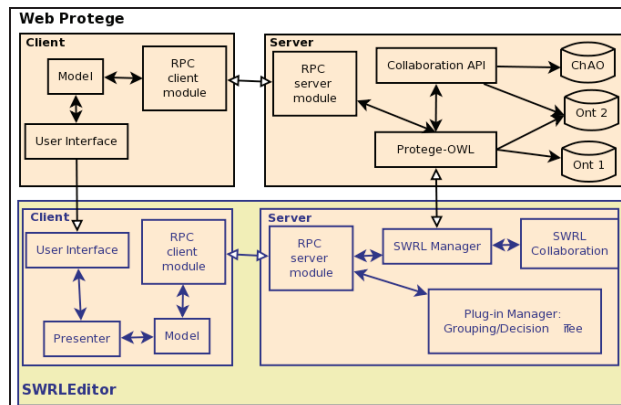 Web Protege
Client
Model
RPC
client
module
User Interface
Server
RPC
server
module
Collaboration API
Protege-OWL
ChAO
Ont 2
Ont 1
Client
User Interface
RPC
client
module
Presenter
Model
Server
RPC
server
module
SWRL Manager
SWRL
Collaboration
Plug-in Manager:
Grouping/Decision Tree
SWRLEditor